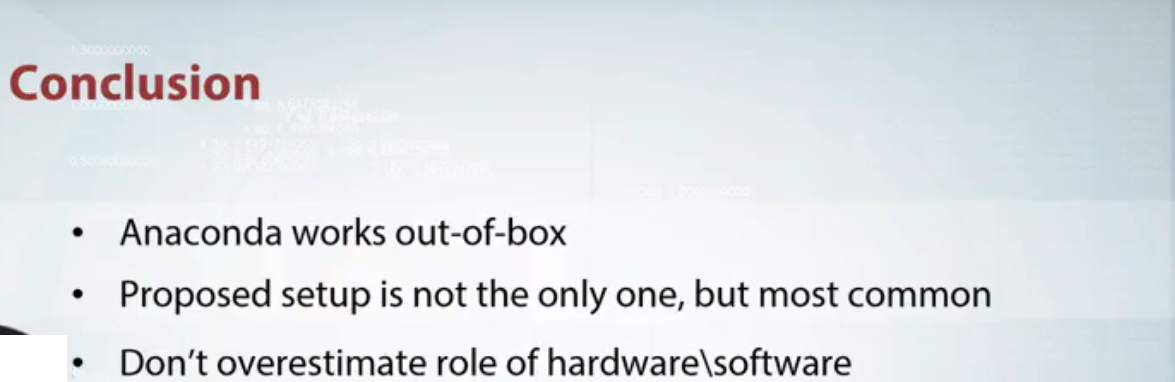 Conclusion
• Anaconda works out-of-box
• Proposed setup is not the only one, but most common
• Don’t overestimate role of hardware\software